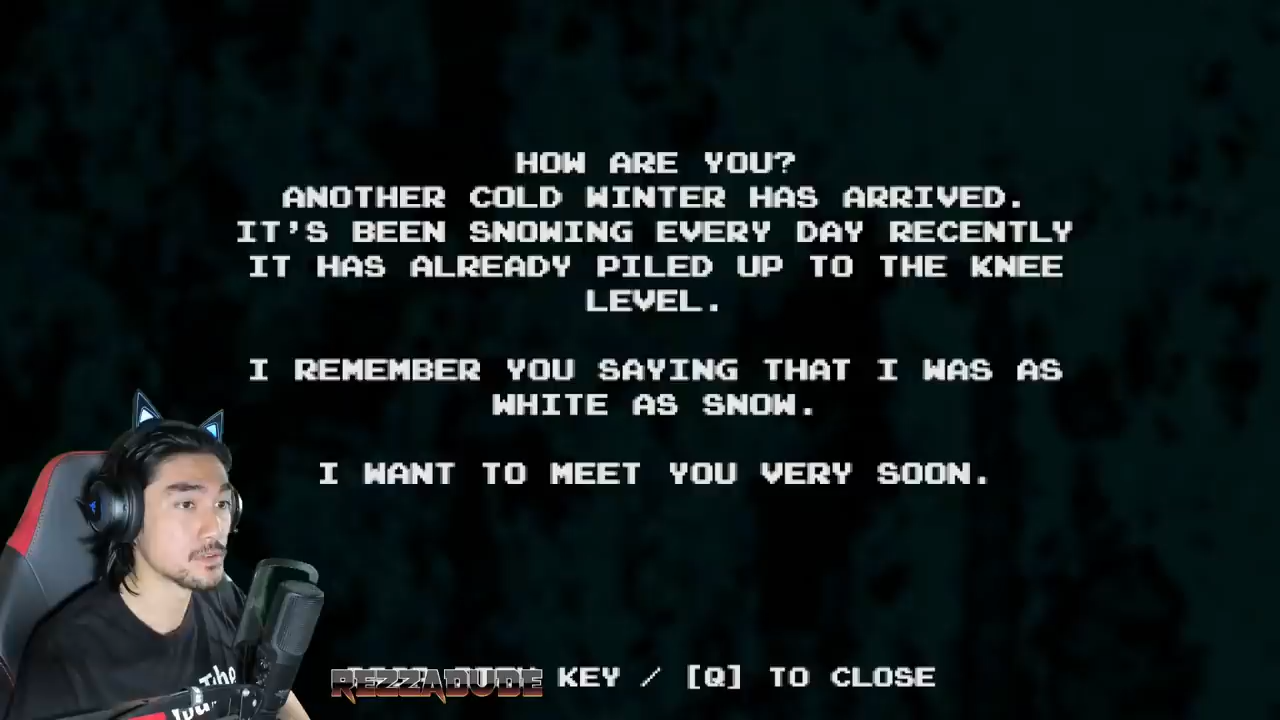 HOW ARE YOU?
ANOTHER COLD WINTER HAS ARRIVED.
IT'S BEEN SNOWING EVERY DAY RECENTLY
IT HAS ALREADY PILED UP TO THE KNEE
LEVEL.
I REMEMBER YOU SAYING THAT I WAS AS
WHITE AS SNOW.
I WANT TO MEET YOU VERY SOON.
KEY / [Q] TO CLOSE
REZZADUDE